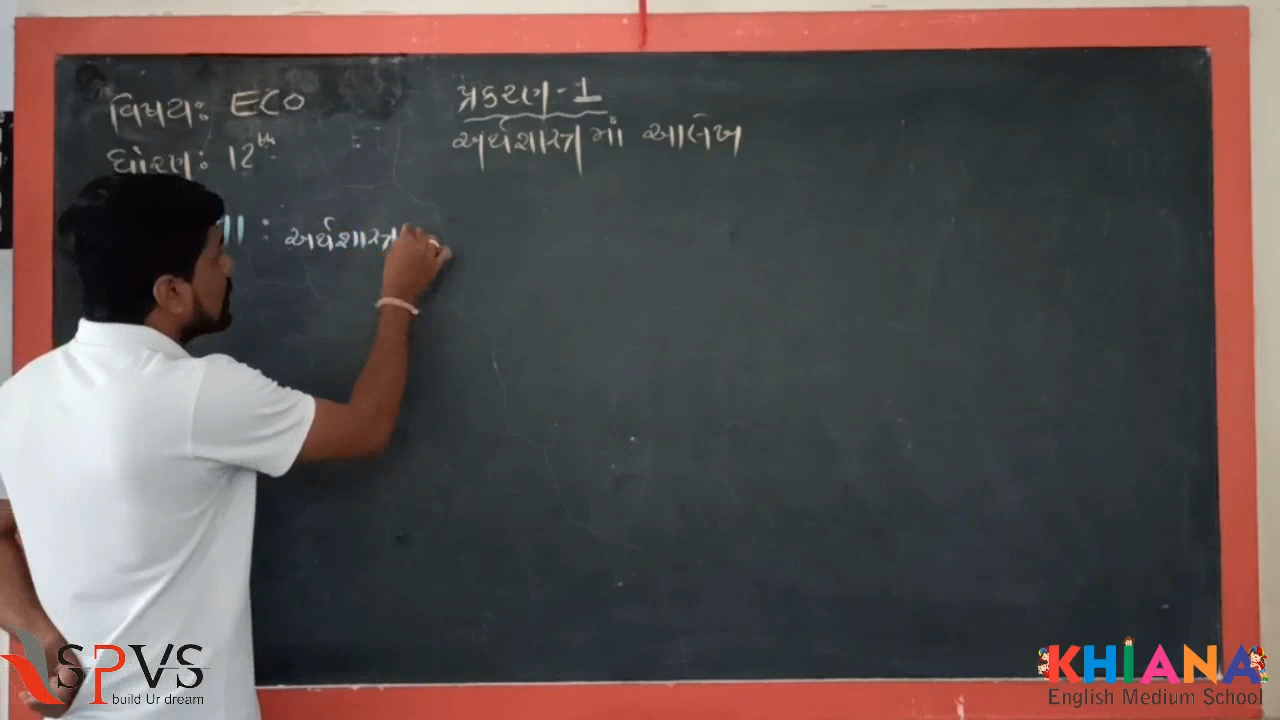 વિષય: ECO
ધોરણ: 12th
પ્રકરણ-1
અર્થશાસ્ત્રમાં આલેખ
: અર્થશાસ્ત્ર
SPVS
build Ur dream
KHIANA
English Medium School